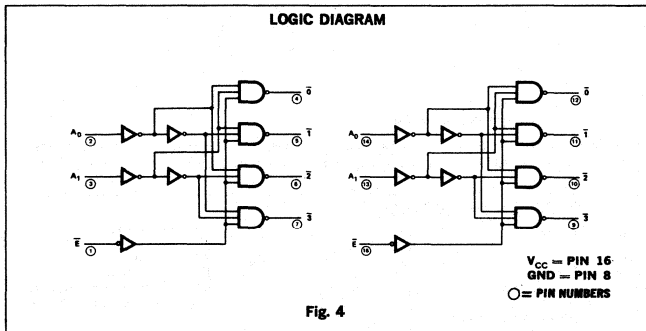 LOGIC DIAGRAM
A₀ ② ④ 0̅
⑤ 1̅
A₁ ③ ⑥ 2̅
⑦ 3̅
E̅ ①
A₀ ⑭ ⑫ 0̅
⑪ 1̅
A₁ ⑬ ⑩ 2̅
⑨ 3̅
E̅ ⑮
V_CC = PIN 16
GND = PIN 8
○ = PIN NUMBERS
Fig. 4